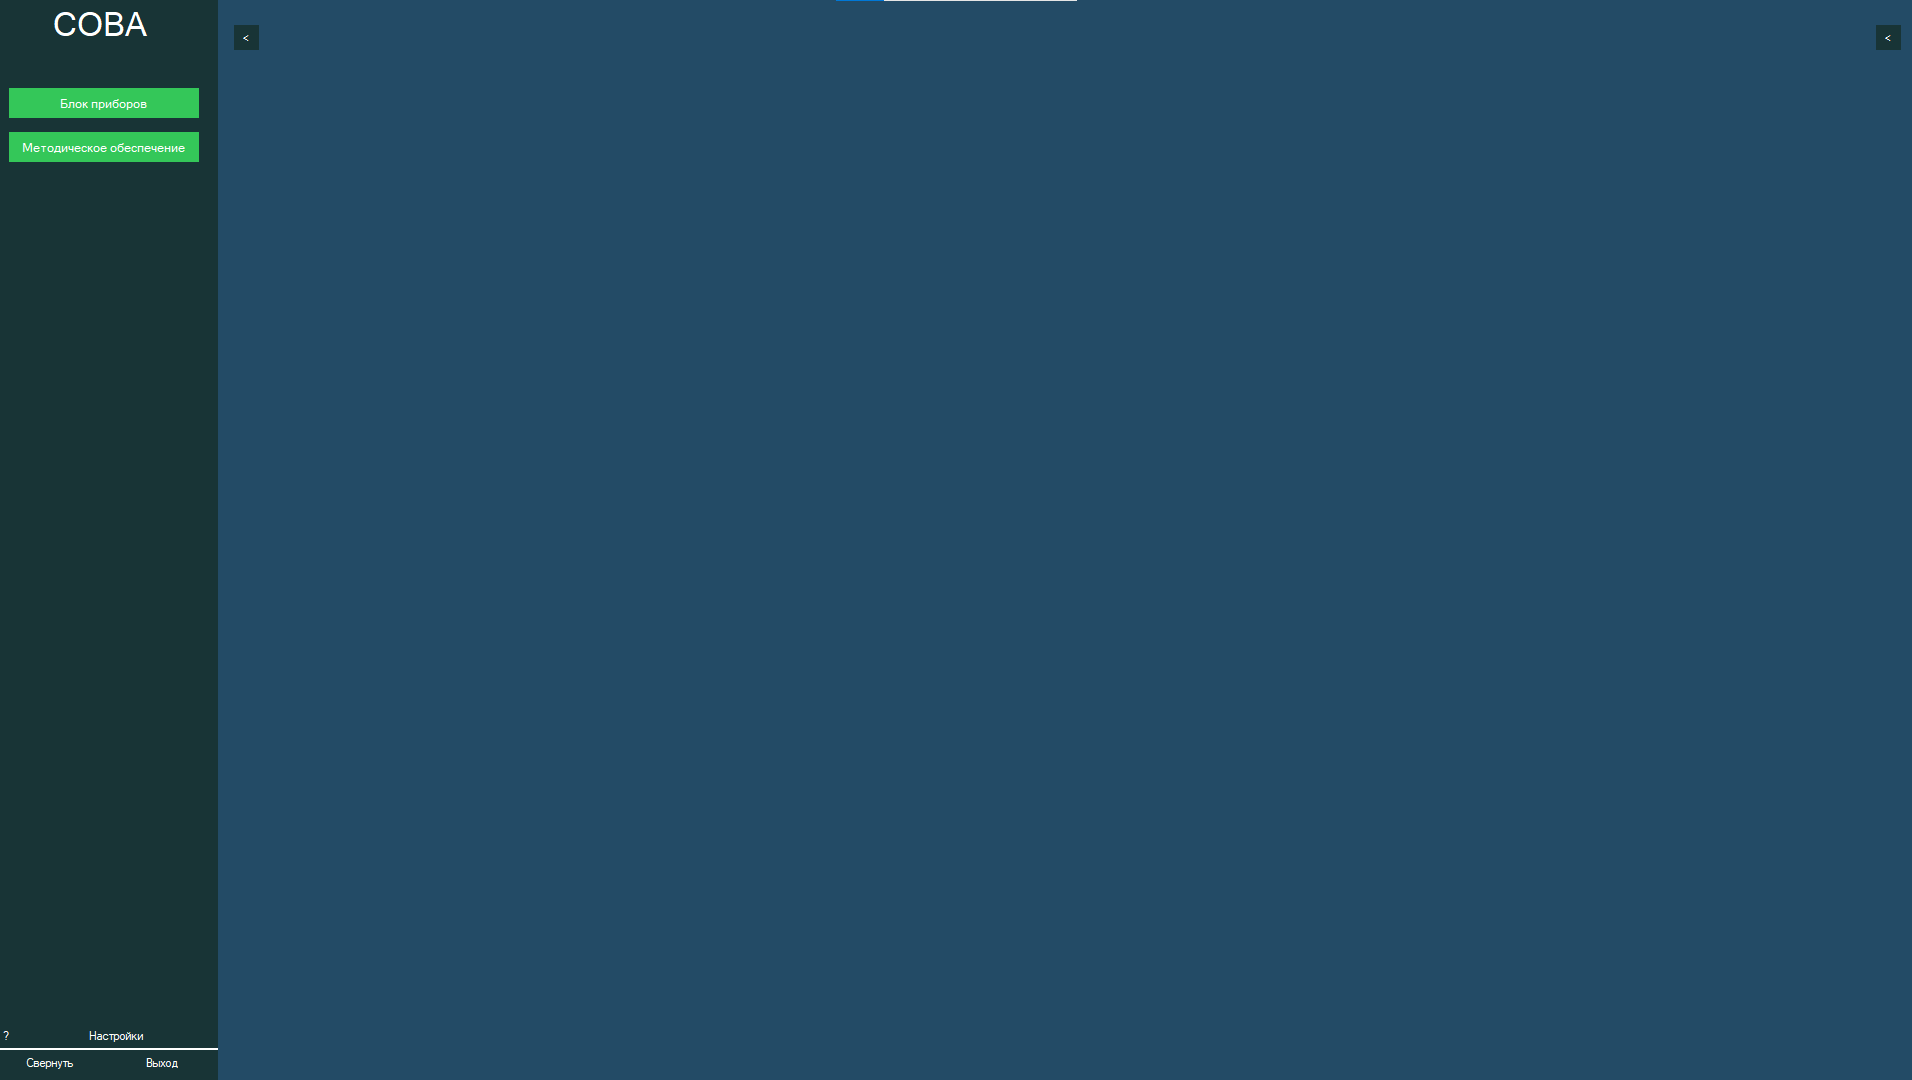 СОВА
<
<
Блок приборов
Методическое обеспечение
?
Настройки
Свернуть
Выход